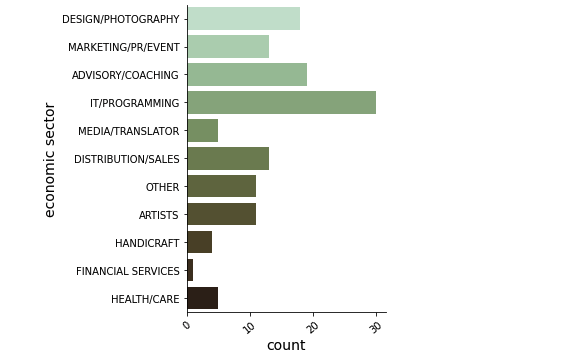 DESIGN/PHOTOGRAPHY
MARKETING/PR/EVENT
ADVISORY/COACHING
IT/PROGRAMMING
MEDIA/TRANSLATOR
DISTRIBUTION/SALES
OTHER
ARTISTS
HANDICRAFT
FINANCIAL SERVICES
HEALTH/CARE
economic sector
0 10 20 30
count